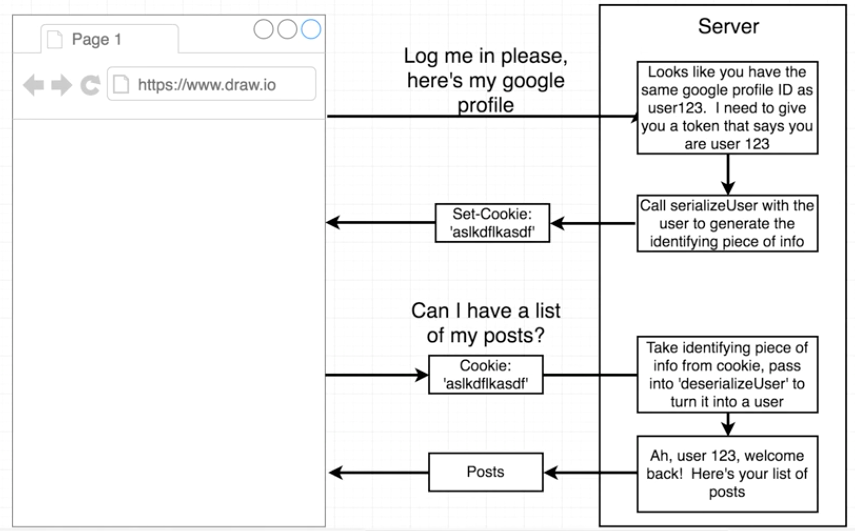 Page 1
https://www.draw.io
Log me in please,
here's my google
profile
Server
Looks like you have the
same google profile ID as
user123. I need to give
you a token that says you
are user 123
Set-Cookie:
'aslkdflkasdf'
Call serializeUser with the
user to generate the
identifying piece of info
Can I have a list
of my posts?
Cookie:
'aslkdflkasdf'
Take identifying piece of
info from cookie, pass
into 'deserializeUser' to
turn it into a user
Posts
Ah, user 123, welcome
back! Here's your list of
posts